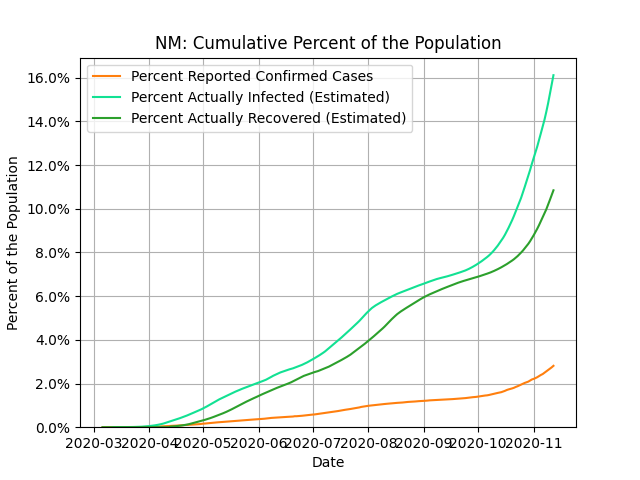 NM: Cumulative Percent of the Population
Percent Reported Confirmed Cases
Percent Actually Infected (Estimated)
Percent Actually Recovered (Estimated)
16.0%
14.0%
12.0%
10.0%
8.0%
6.0%
4.0%
2.0%
0.0%
Percent of the Population
2020-03 2020-04 2020-05 2020-06 2020-07 2020-08 2020-09 2020-10 2020-11
Date